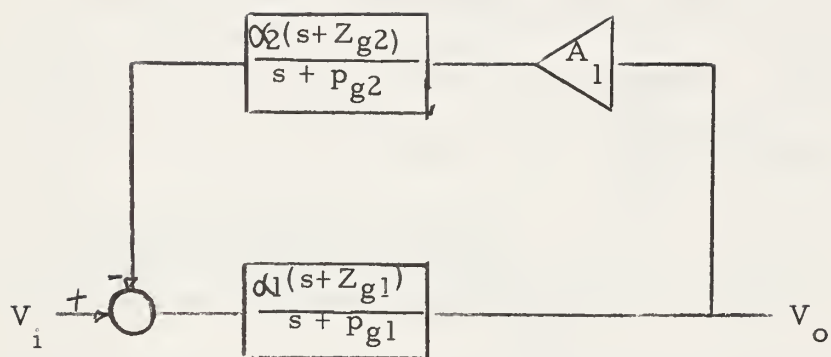 α2(s+Zg2)
s + pg2
A1
-
Vi
+
α1(s+Zg1)
s + pg1
Vo